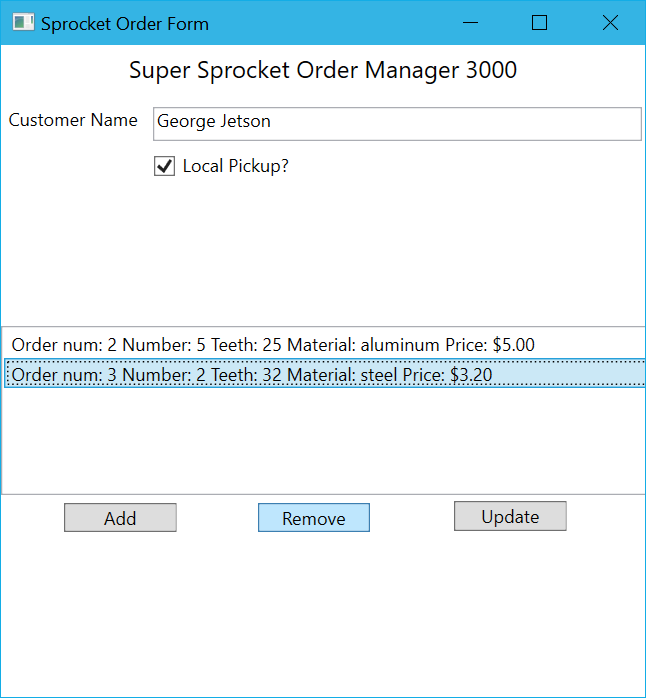 Sprocket Order Form
Super Sprocket Order Manager 3000
Customer Name George Jetson
Local Pickup?
Order num: 2 Number: 5 Teeth: 25 Material: aluminum Price: $5.00
Order num: 3 Number: 2 Teeth: 32 Material: steel Price: $3.20
Add Remove Update